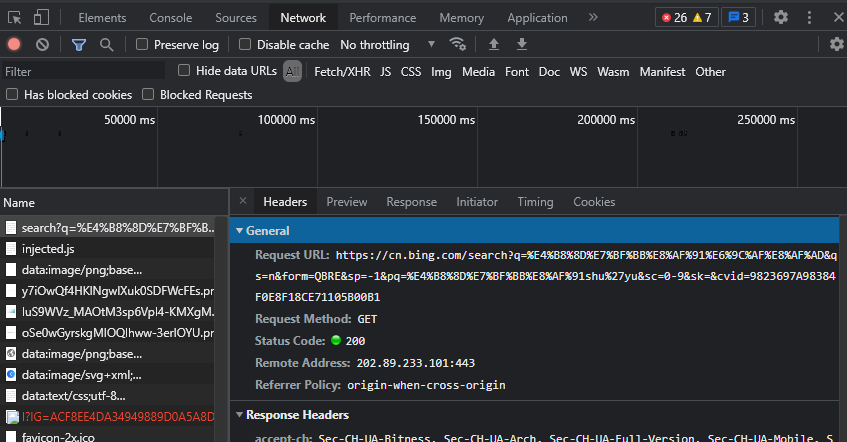 Elements Console Sources Network Performance Memory Application » 26 7 3
Preserve log Disable cache No throttling
Filter Hide data URLs All Fetch/XHR JS CSS Img Media Font Doc WS Wasm Manifest Other
Has blocked cookies Blocked Requests
50000 ms 100000 ms 150000 ms 200000 ms 250000 ms
Name × Headers Preview Response Initiator Timing Cookies
search?q=%E4%B8%8D%E7%BF%B...
injected.js
data:image/png;base...
y7iOwQf4HKlNgwlXuk0SDFWcFEs.pr
IuS9WVz_MAOtM3sp6VpI4-KMXgM.
oSe0wGyrskgMIOQlhww-3erIOYU.pr
data:image/png;base...
data:image/svg+xml;...
data:text/css;utf-8...
l?IG=ACF8EE4DA34949889D0A5A8D
favicon-2x.ico
General
Request URL: https://cn.bing.com/search?q=%E4%B8%8D%E7%BF%BB%E8%AF%91%E6%9C%AF%E8%AF%AD&q
s=n&form=QBRE&sp=-1&pq=%E4%B8%8D%E7%BF%BB%E8%AF%91shu%27yu&sc=0-9&sk=&cvid=9823697A98384
F0E8F18CE71105B00B1
Request Method: GET
Status Code: 200
Remote Address: 202.89.233.101:443
Referrer Policy: origin-when-cross-origin
Response Headers
accept-ch: Sec-CH-UA-Bitness, Sec-CH-UA-Arch, Sec-CH-UA-Full-Version, Sec-CH-UA-Mobile, S